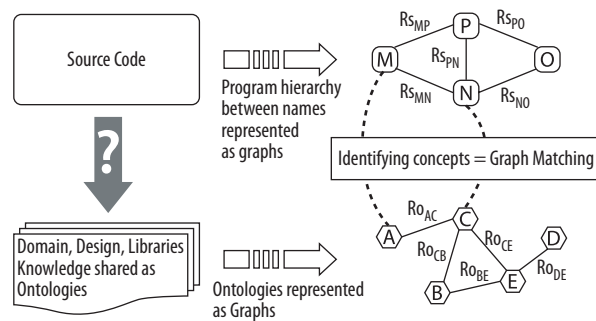 Source Code
Program hierarchy
between names
represented
as graphs
Rs_MP
P
Rs_PO
M
Rs_PN
O
Rs_MN
N
Rs_NO
?
Identifying concepts = Graph Matching
Domain, Design, Libraries
Knowledge shared as
Ontologies
Ontologies represented
as Graphs
Ro_AC
A
C
Ro_CB
Ro_CE
D
Ro_BE
Ro_DE
B
E